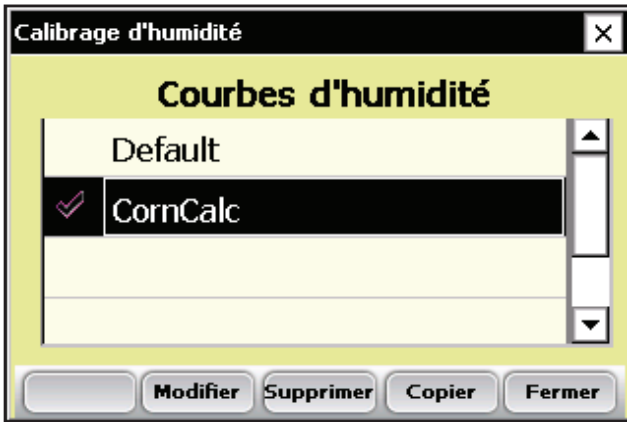 Calibrage d'humidité
Courbes d'humidité
Default
CornCalc
Modifier Supprimer Copier Fermer